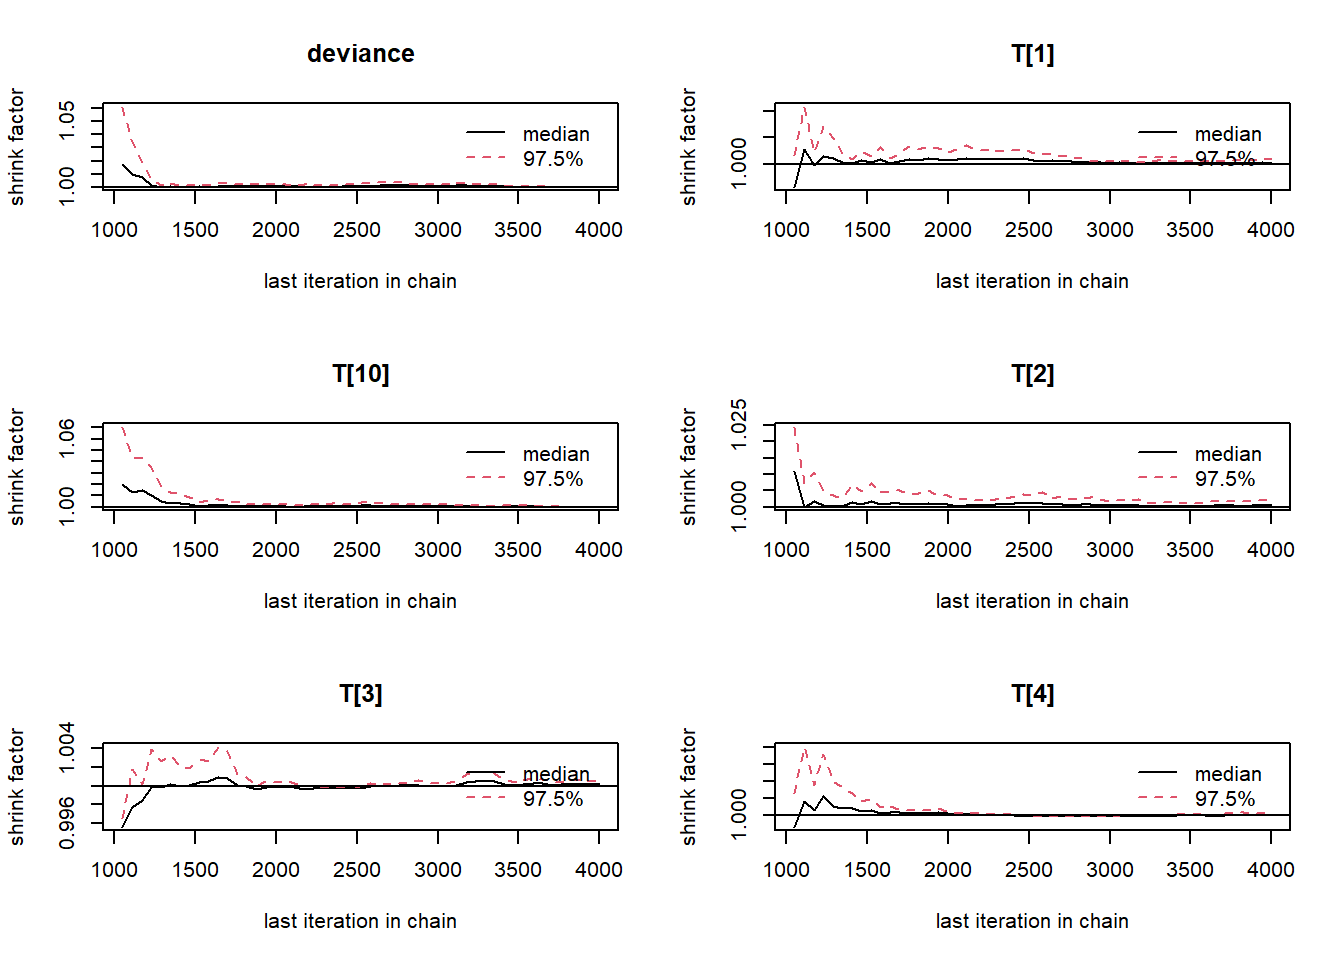 deviance
shrink factor
1.00 1.05
median
97.5%
1000 1500 2000 2500 3000 3500 4000
last iteration in chain
T[1]
shrink factor
1.000
median
97.5%
1000 1500 2000 2500 3000 3500 4000
last iteration in chain
T[10]
shrink factor
1.00 1.06
median
97.5%
1000 1500 2000 2500 3000 3500 4000
last iteration in chain
T[2]
shrink factor
1.000 1.025
median
97.5%
1000 1500 2000 2500 3000 3500 4000
last iteration in chain
T[3]
shrink factor
0.996 1.004
median
97.5%
1000 1500 2000 2500 3000 3500 4000
last iteration in chain
T[4]
shrink factor
1.000
median
97.5%
1000 1500 2000 2500 3000 3500 4000
last iteration in chain